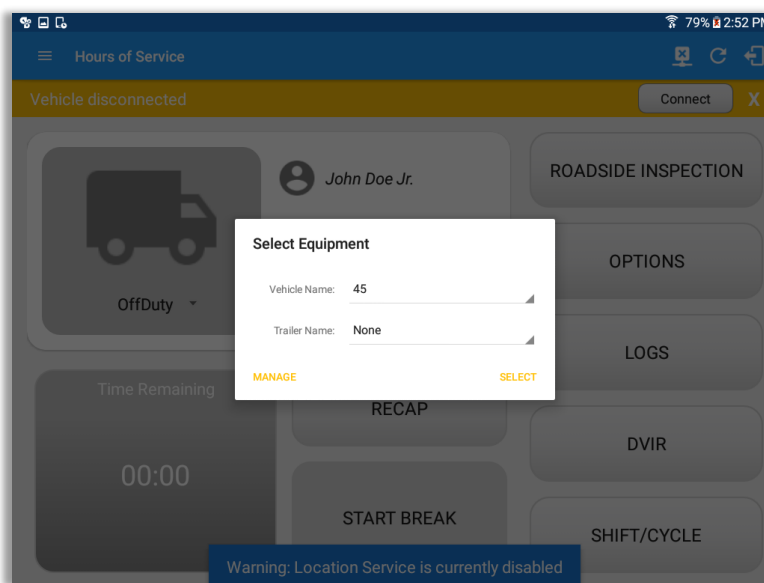 79% 2:52 PM
Hours of Service
Vehicle disconnected
Connect
X
John Doe Jr.
ROADSIDE INSPECTION
Select Equipment
Vehicle Name: 45
OPTIONS
OffDuty
Trailer Name: None
LOGS
MANAGE
SELECT
Time Remaining
RECAP
DVIR
00:00
START BREAK
SHIFT/CYCLE
Warning: Location Service is currently disabled